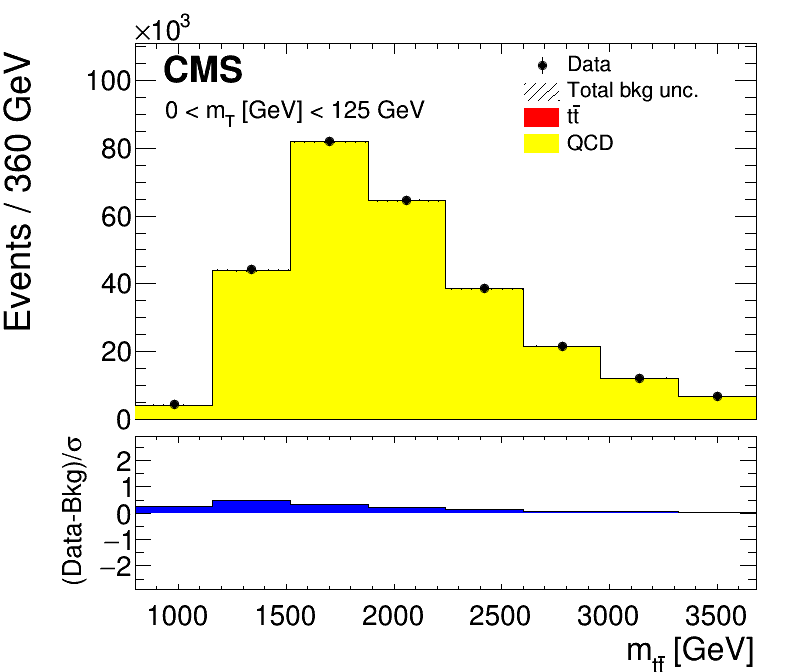 ×10³
Events / 360 GeV
100
80
60
40
20
0
CMS
0 < m_T [GeV] < 125 GeV
Data
Total bkg unc.
tt̄
QCD
(Data-Bkg)/σ
2
1
0
−1
−2
1000 1500 2000 2500 3000 3500
m_tt̄ [GeV]